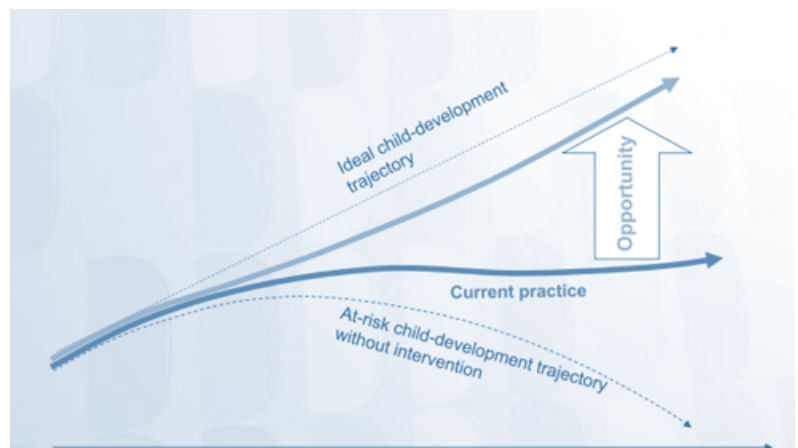 Ideal child-development
trajectory
Opportunity
Current practice
At-risk child-development trajectory
without intervention